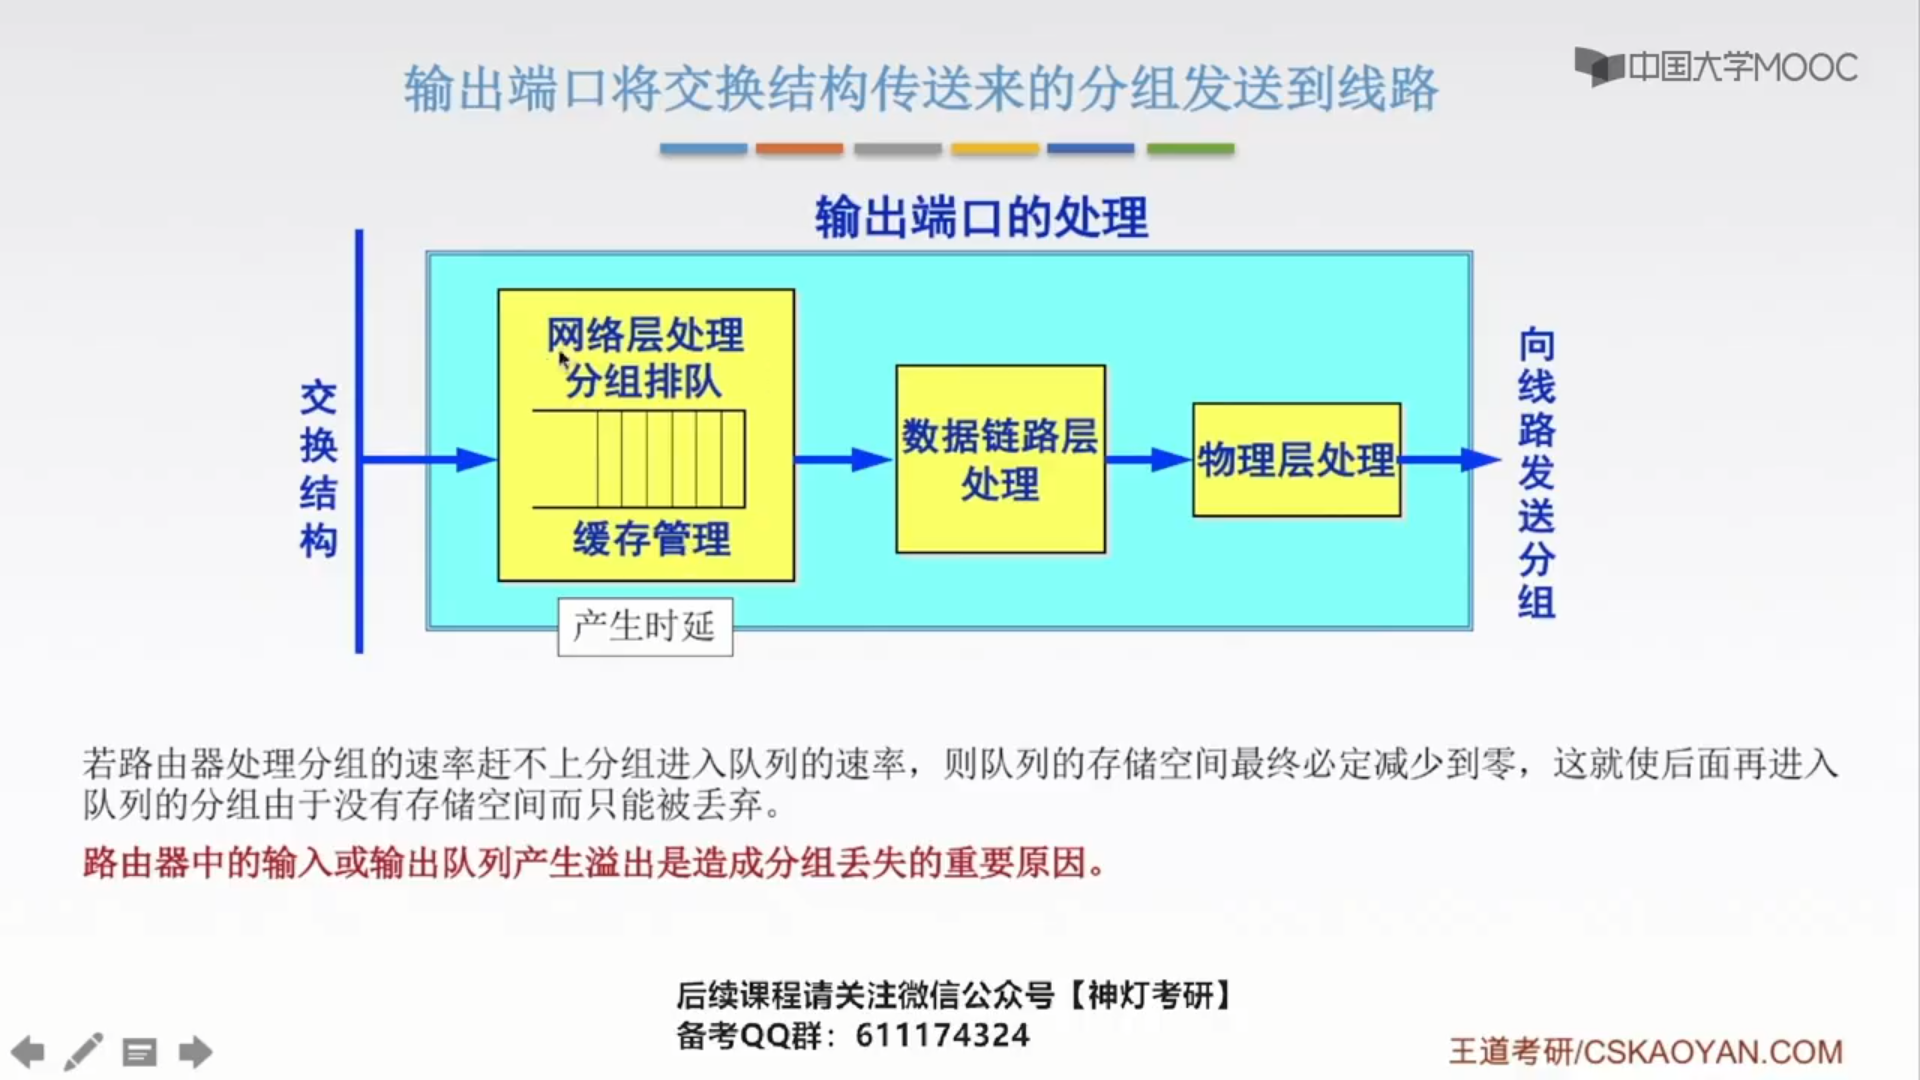 中国大学MOOC
输出端口将交换结构传送来的分组发送到线路
输出端口的处理
交换结构
网络层处理
分组排队
缓存管理
产生时延
数据链路层
处理
物理层处理
向线路发送分组
若路由器处理分组的速率赶不上分组进入队列的速率，则队列的存储空间最终必定减少到零，这就使后面再进入
队列的分组由于没有存储空间而只能被丢弃。
路由器中的输入或输出队列产生溢出是造成分组丢失的重要原因。
后续课程请关注微信公众号【神灯考研】
备考QQ群：611174324
王道考研/CSKAOYAN.COM